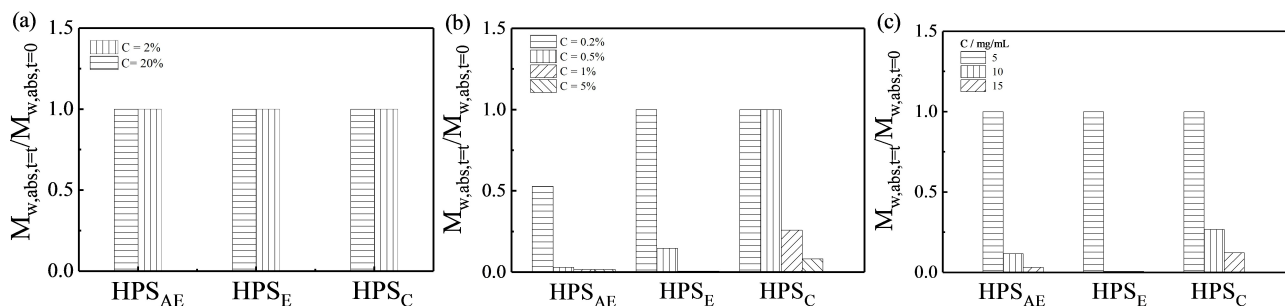 (a)
M_w,abs,t=t/M_w,abs,t=0
1.5
1.0
0.5
0.0
C = 2%
C= 20%
HPS_AE HPS_E HPS_C
(b)
M_w,abs,t=t/M_w,abs,t=0
1.5
1.0
0.5
0.0
C = 0.2%
C = 0.5%
C = 1%
C = 5%
HPS_AE HPS_E HPS_C
(c)
M_w,abs,t=t/M_w,abs,t=0
1.5
1.0
0.5
0.0
C / mg/mL
5
10
15
HPS_AE HPS_E HPS_C